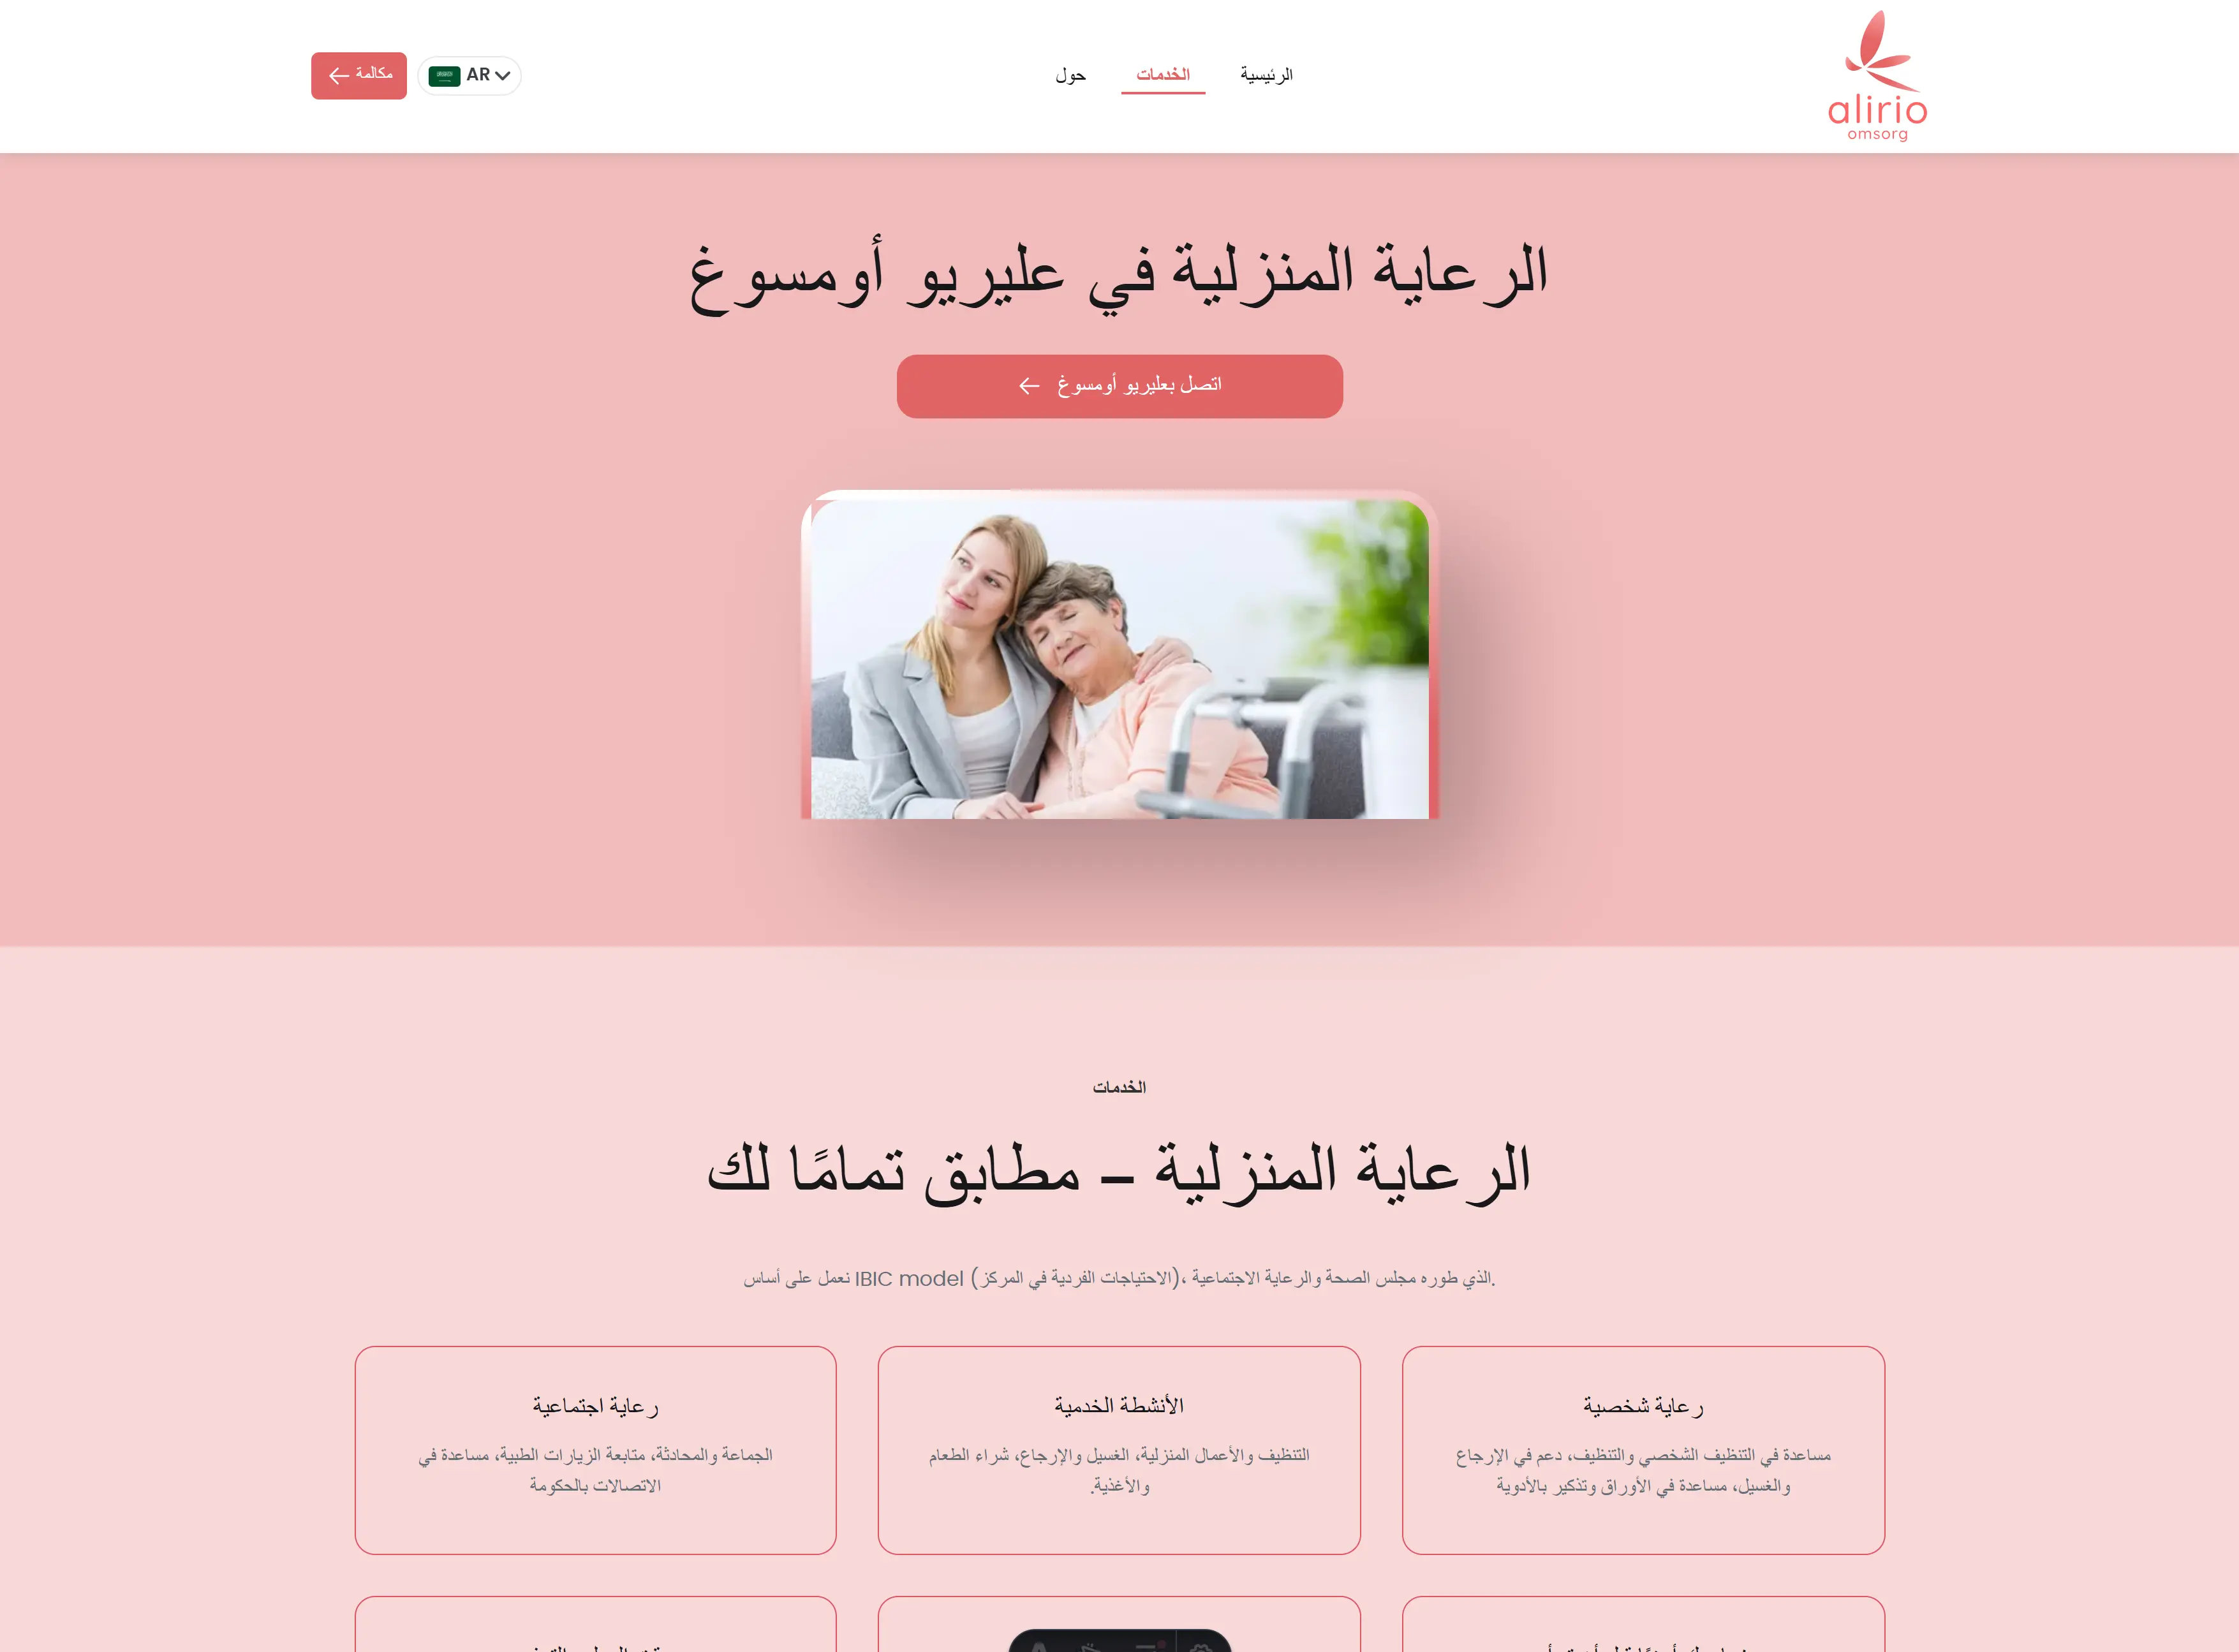 alirio
omsorg
الرئيسية
الخدمات
حول
AR
مكالمة
الرعاية المنزلية في عليريو أومسوغ
اتصل بعليريو أومسوغ
الخدمات
الرعاية المنزلية – مطابق تمامًا لك
نعمل على أساس IBIC model (الاحتياجات الفردية في المركز)، الذي طوره مجلس الصحة والرعاية الاجتماعية.
رعاية شخصية
مساعدة في التنظيف الشخصي والتنظيف، دعم في الإرجاع
والغسيل، مساعدة في الأوراق وتذكير بالأدوية
الأنشطة الخدمية
التنظيف والأعمال المنزلية، الغسيل والإرجاع، شراء الطعام
والأغذية.
رعاية اجتماعية
الجماعة والمحادثة، متابعة الزيارات الطبية، مساعدة في
الاتصالات بالحكومة